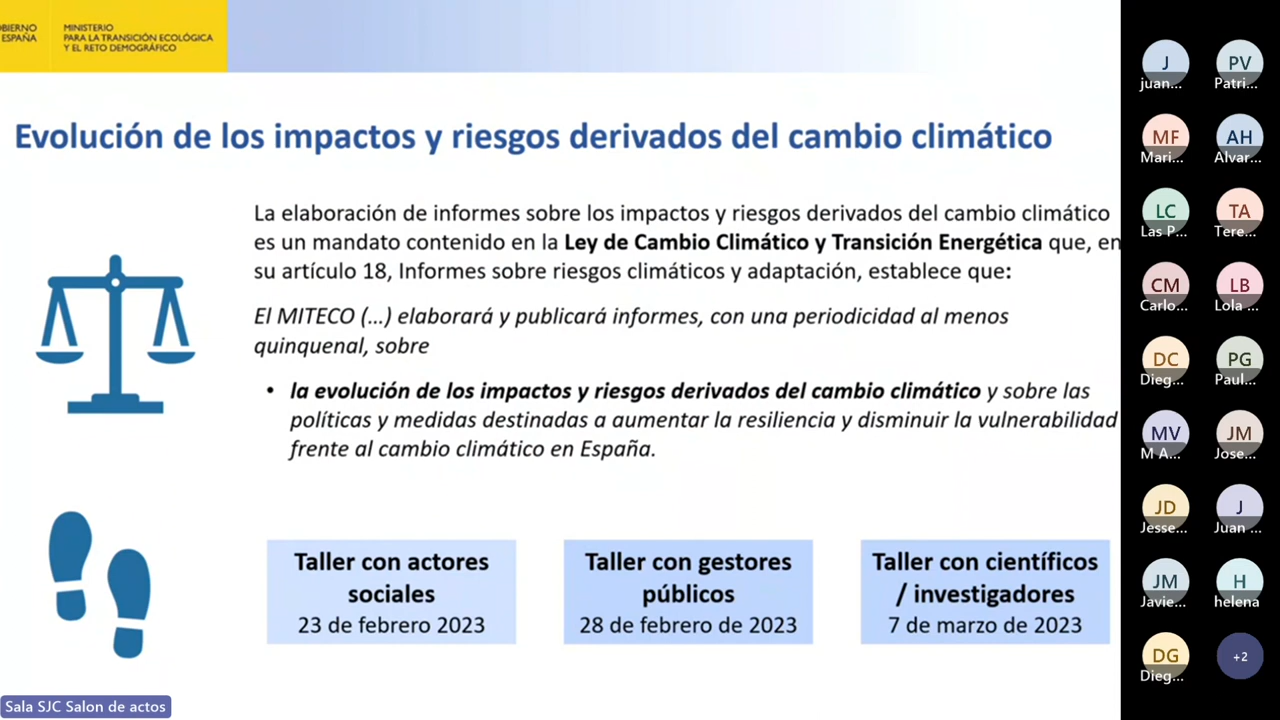 OBIERNO
ESPAÑA
MINISTERIO
PARA LA TRANSICIÓN ECOLÓGICA
Y EL RETO DEMOGRÁFICO
Evolución de los impactos y riesgos derivados del cambio climático
La elaboración de informes sobre los impactos y riesgos derivados del cambio climático
es un mandato contenido en la Ley de Cambio Climático y Transición Energética que, en
su artículo 18, Informes sobre riesgos climáticos y adaptación, establece que:
El MITECO (...) elaborará y publicará informes, con una periodicidad al menos
quinquenal, sobre
• la evolución de los impactos y riesgos derivados del cambio climático y sobre las
políticas y medidas destinadas a aumentar la resiliencia y disminuir la vulnerabilidad
frente al cambio climático en España.
Taller con actores
sociales
23 de febrero 2023
Taller con gestores
públicos
28 de febrero de 2023
Taller con científicos
/ investigadores
7 de marzo de 2023
Sala SJC Salon de actos
J
juan...
PV
Patri...
MF
Mari...
AH
Alvar...
LC
Las P...
TA
Tere...
CM
Carlo...
LB
Lola ...
DC
Dieg...
PG
Paul...
MV
M A...
JM
Jose...
JD
Jesse...
J
Juan ...
JM
Javie...
H
helena
DG
Dieg...
+2